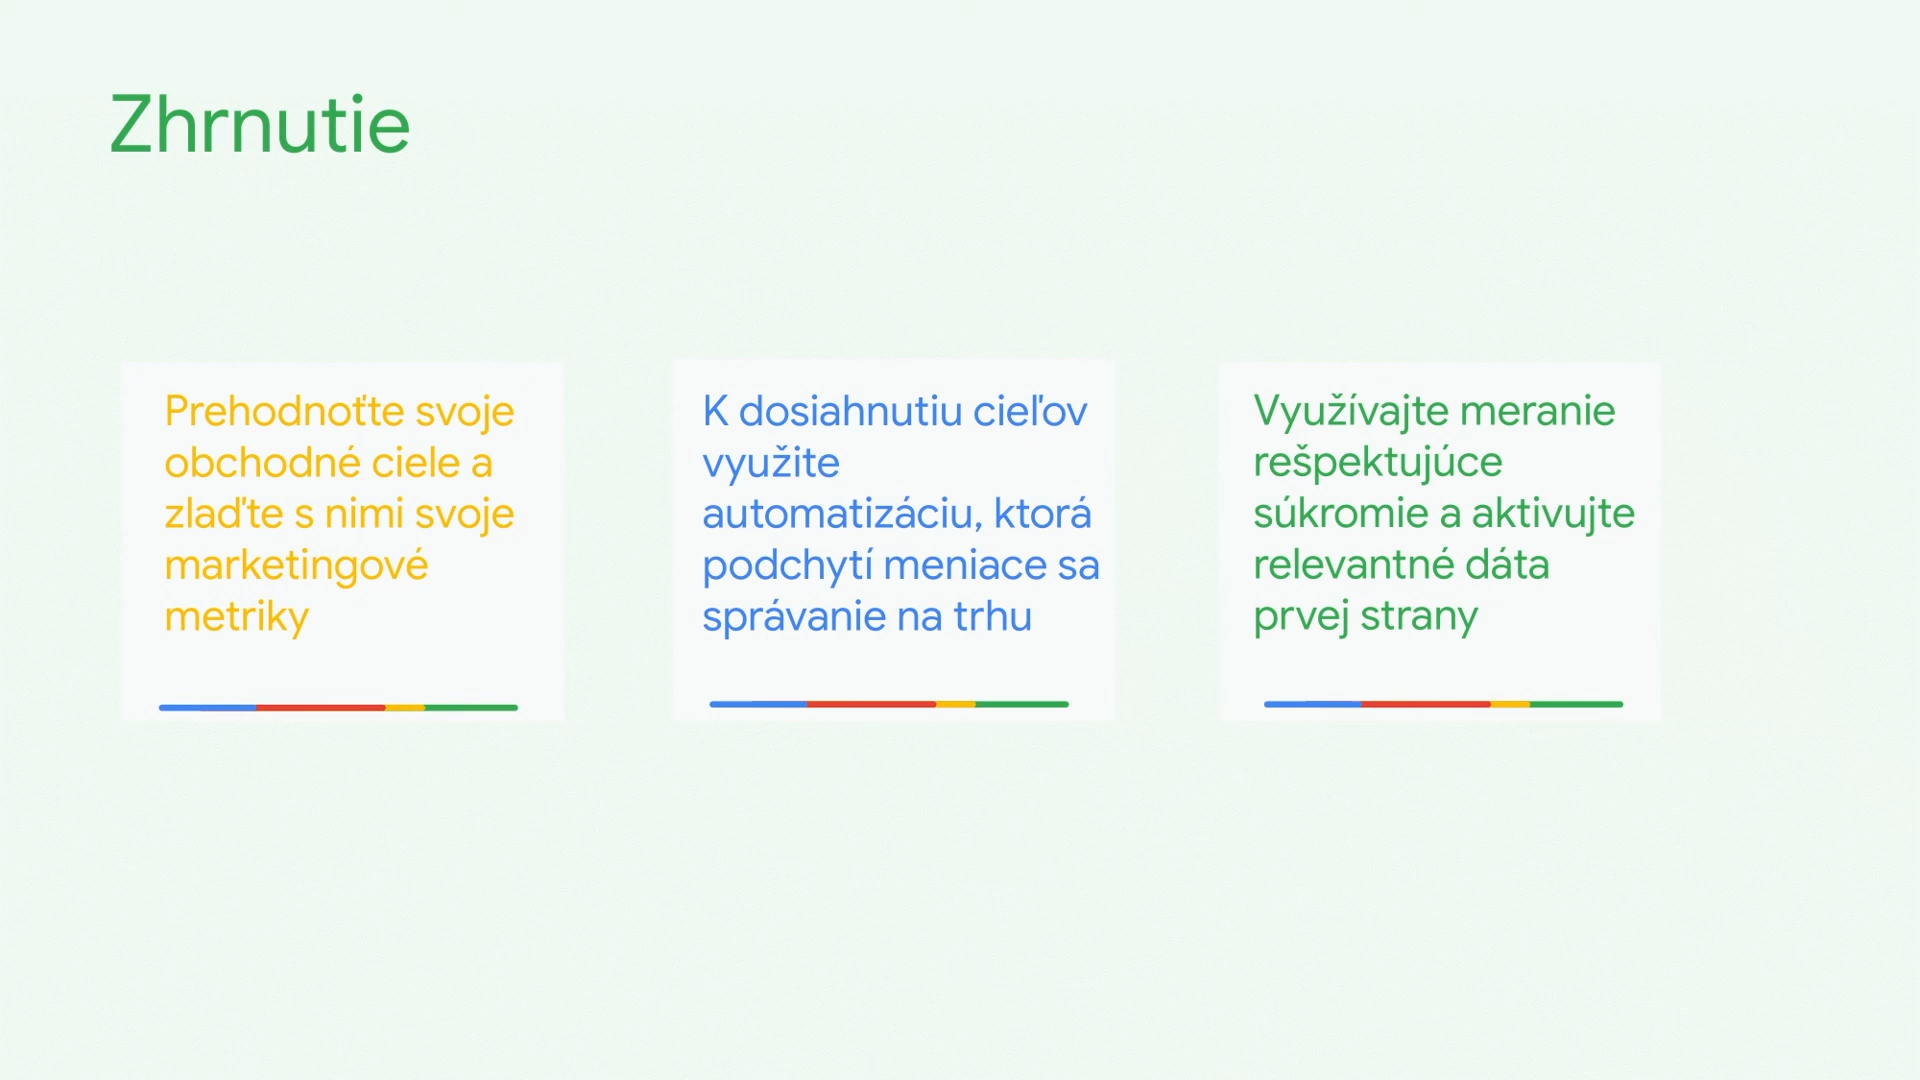 Zhrnutie
Prehodnoťte svoje
obchodné ciele a
zlaďte s nimi svoje
marketingové
metriky
K dosiahnutiu cieľov
využite
automatizáciu, ktorá
podchytí meniace sa
správanie na trhu
Využívajte meranie
rešpektujúce
súkromie a aktivujte
relevantné dáta
prvej strany